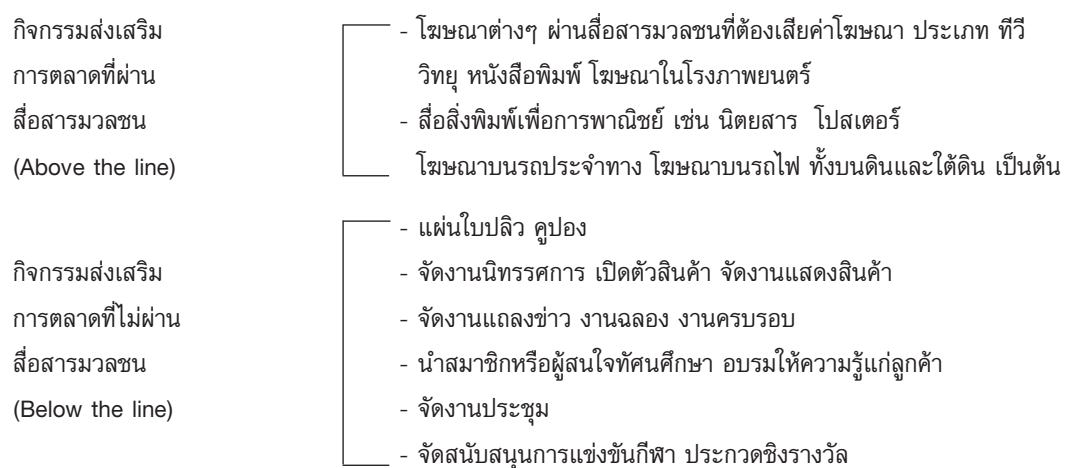 กิจกรรมส่งเสริม
การตลาดที่ผ่าน
สื่อสารมวลชน
(Above the line)
- โฆษณาต่างๆ ผ่านสื่อสารมวลชนที่ต้องเสียค่าโฆษณา ประเภท ทีวี
วิทยุ หนังสือพิมพ์ โฆษณาในโรงภาพยนตร์
- สื่อสิ่งพิมพ์เพื่อการพาณิชย์ เช่น นิตยสาร โปสเตอร์
โฆษณาบนรถประจำทาง โฆษณาบนรถไฟ ทั้งบนดินและใต้ดิน เป็นต้น
กิจกรรมส่งเสริม
การตลาดที่ไม่ผ่าน
สื่อสารมวลชน
(Below the line)
- แผ่นใบปลิว คูปอง
- จัดงานนิทรรศการ เปิดตัวสินค้า จัดงานแสดงสินค้า
- จัดงานแถลงข่าว งานฉลอง งานครบรอบ
- นำสมาชิกหรือผู้สนใจทัศนศึกษา อบรมให้ความรู้แก่ลูกค้า
- จัดงานประชุม
- จัดสนับสนุนการแข่งขันกีฬา ประกวดชิงรางวัล